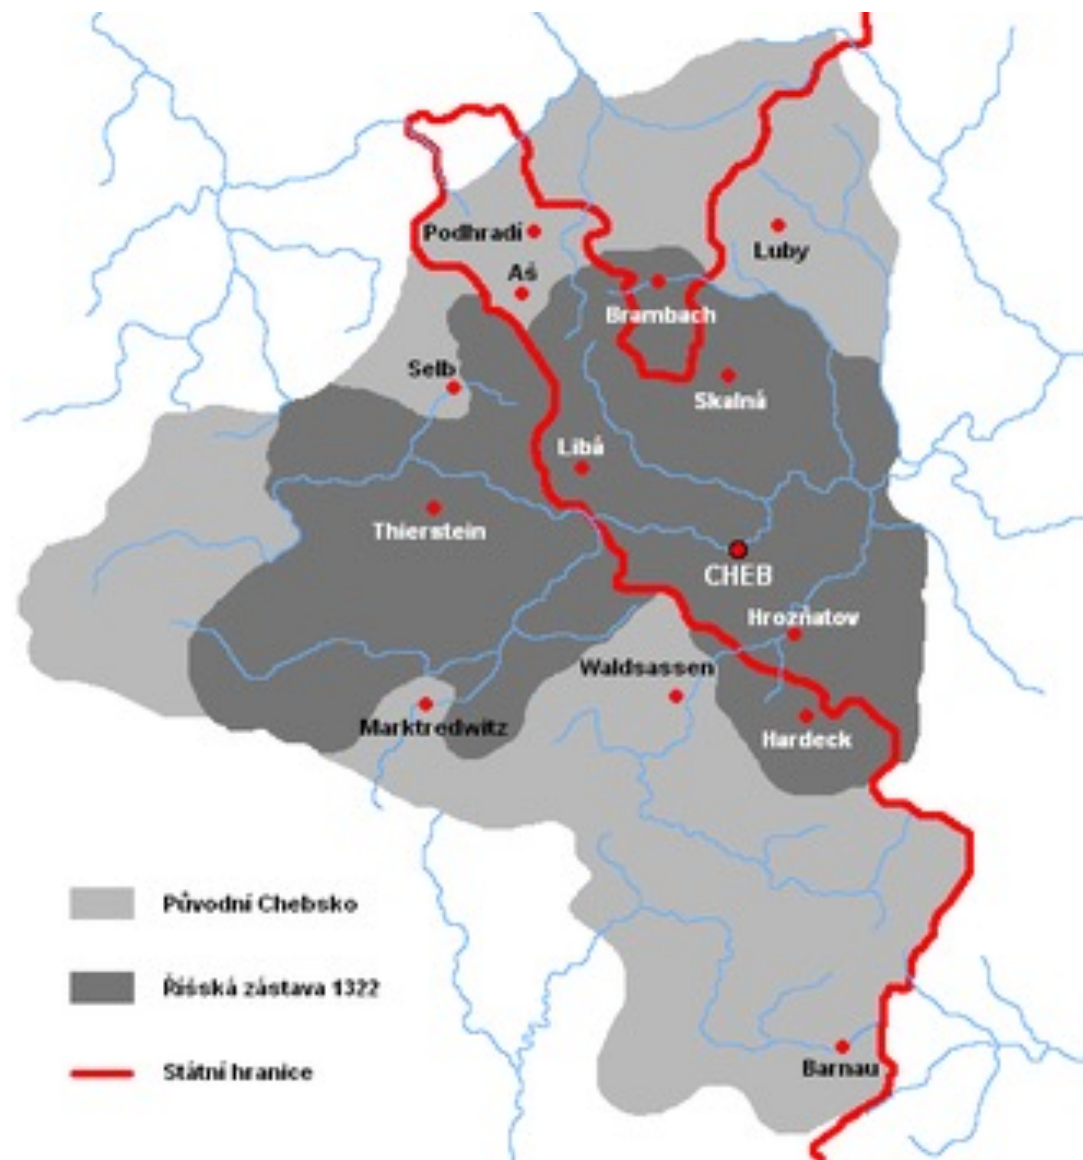 Podhradí
Luby
Aš
Brambach
Selb
Skalná
Libá
Thierstein
CHEB
Hrozňatov
Waldsassen
Marktredwitz
Hardeck
Původní Chebsko
Říšská zástava 1322
Barnau
Státní hranice